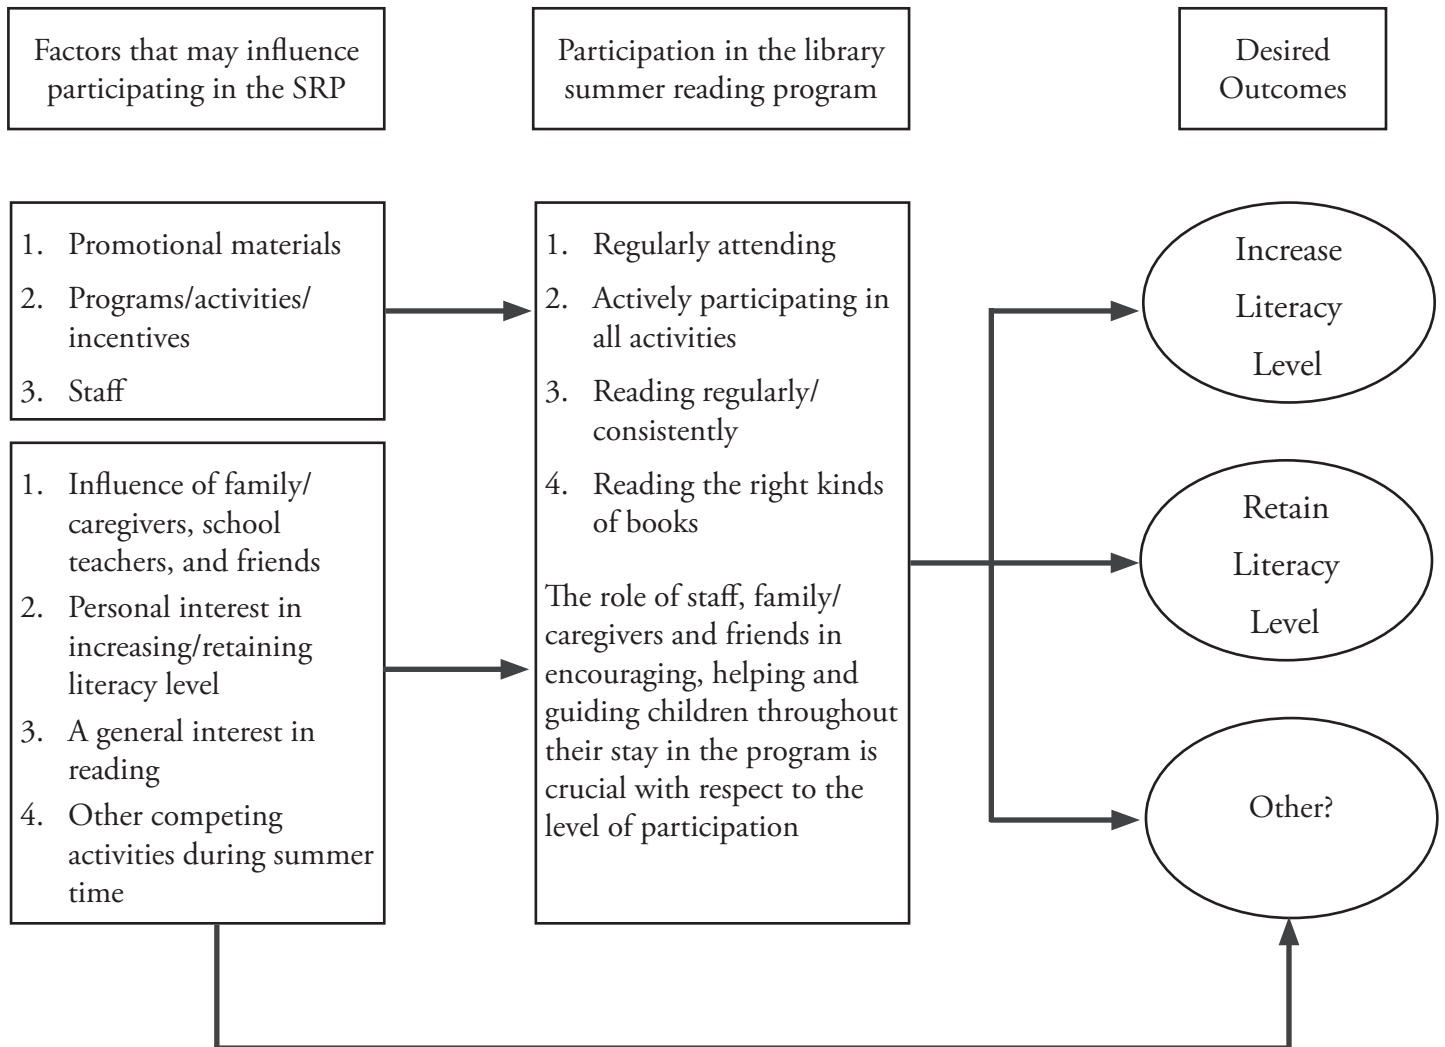 Factors that may influence
participating in the SRP
Participation in the library
summer reading program
Desired
Outcomes
1. Promotional materials
2. Programs/activities/
incentives
3. Staff
1. Influence of family/
caregivers, school
teachers, and friends
2. Personal interest in
increasing/retaining
literacy level
3. A general interest in
reading
4. Other competing
activities during summer
time
1. Regularly attending
2. Actively participating in
all activities
3. Reading regularly/
consistently
4. Reading the right kinds
of books
The role of staff, family/
caregivers and friends in
encouraging, helping and
guiding children throughout
their stay in the program is
crucial with respect to the
level of participation
Increase
Literacy
Level
Retain
Literacy
Level
Other?